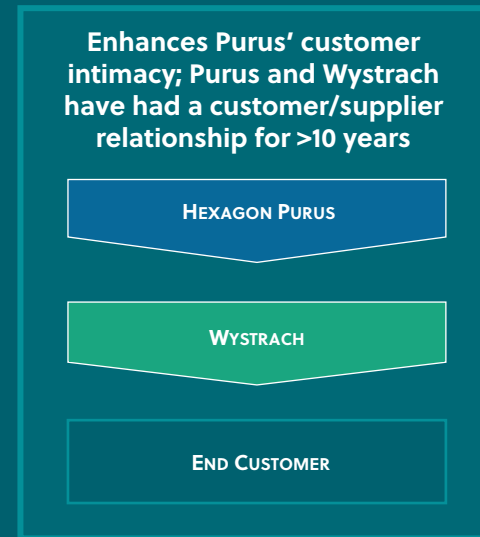 Enhances Purus’ customer
intimacy; Purus and Wystrach
have had a customer/supplier
relationship for >10 years
HEXAGON PURUS
WYSTRACH
END CUSTOMER